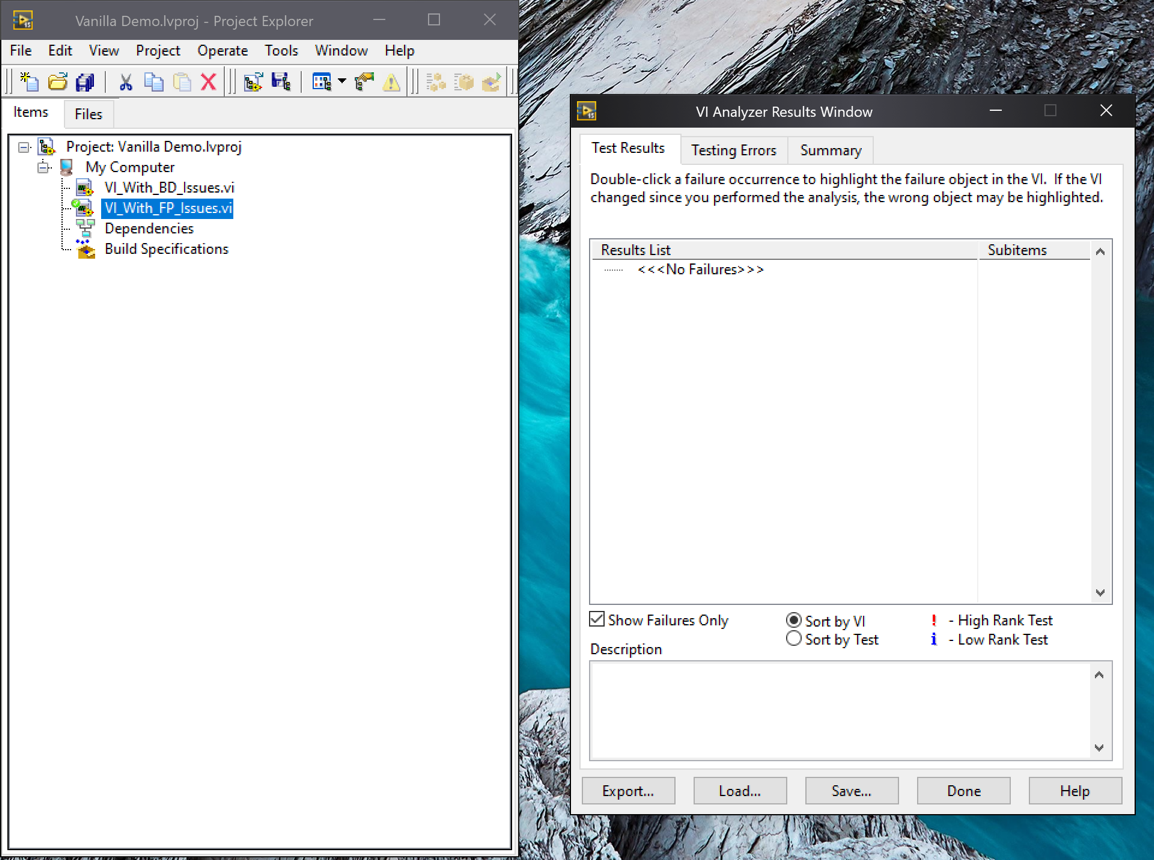 Vanilla Demo.lvproj - Project Explorer
File Edit View Project Operate Tools Window Help
Items Files
Project: Vanilla Demo.lvproj
My Computer
VI_With_BD_Issues.vi
VI_With_FP_Issues.vi
Dependencies
Build Specifications
VI Analyzer Results Window
Test Results Testing Errors Summary
Double-click a failure occurrence to highlight the failure object in the VI. If the VI
changed since you performed the analysis, the wrong object may be highlighted.
Results List Subitems
<<<No Failures>>>
Show Failures Only Sort by VI ! - High Rank Test
Sort by Test i - Low Rank Test
Description
Export... Load... Save... Done Help